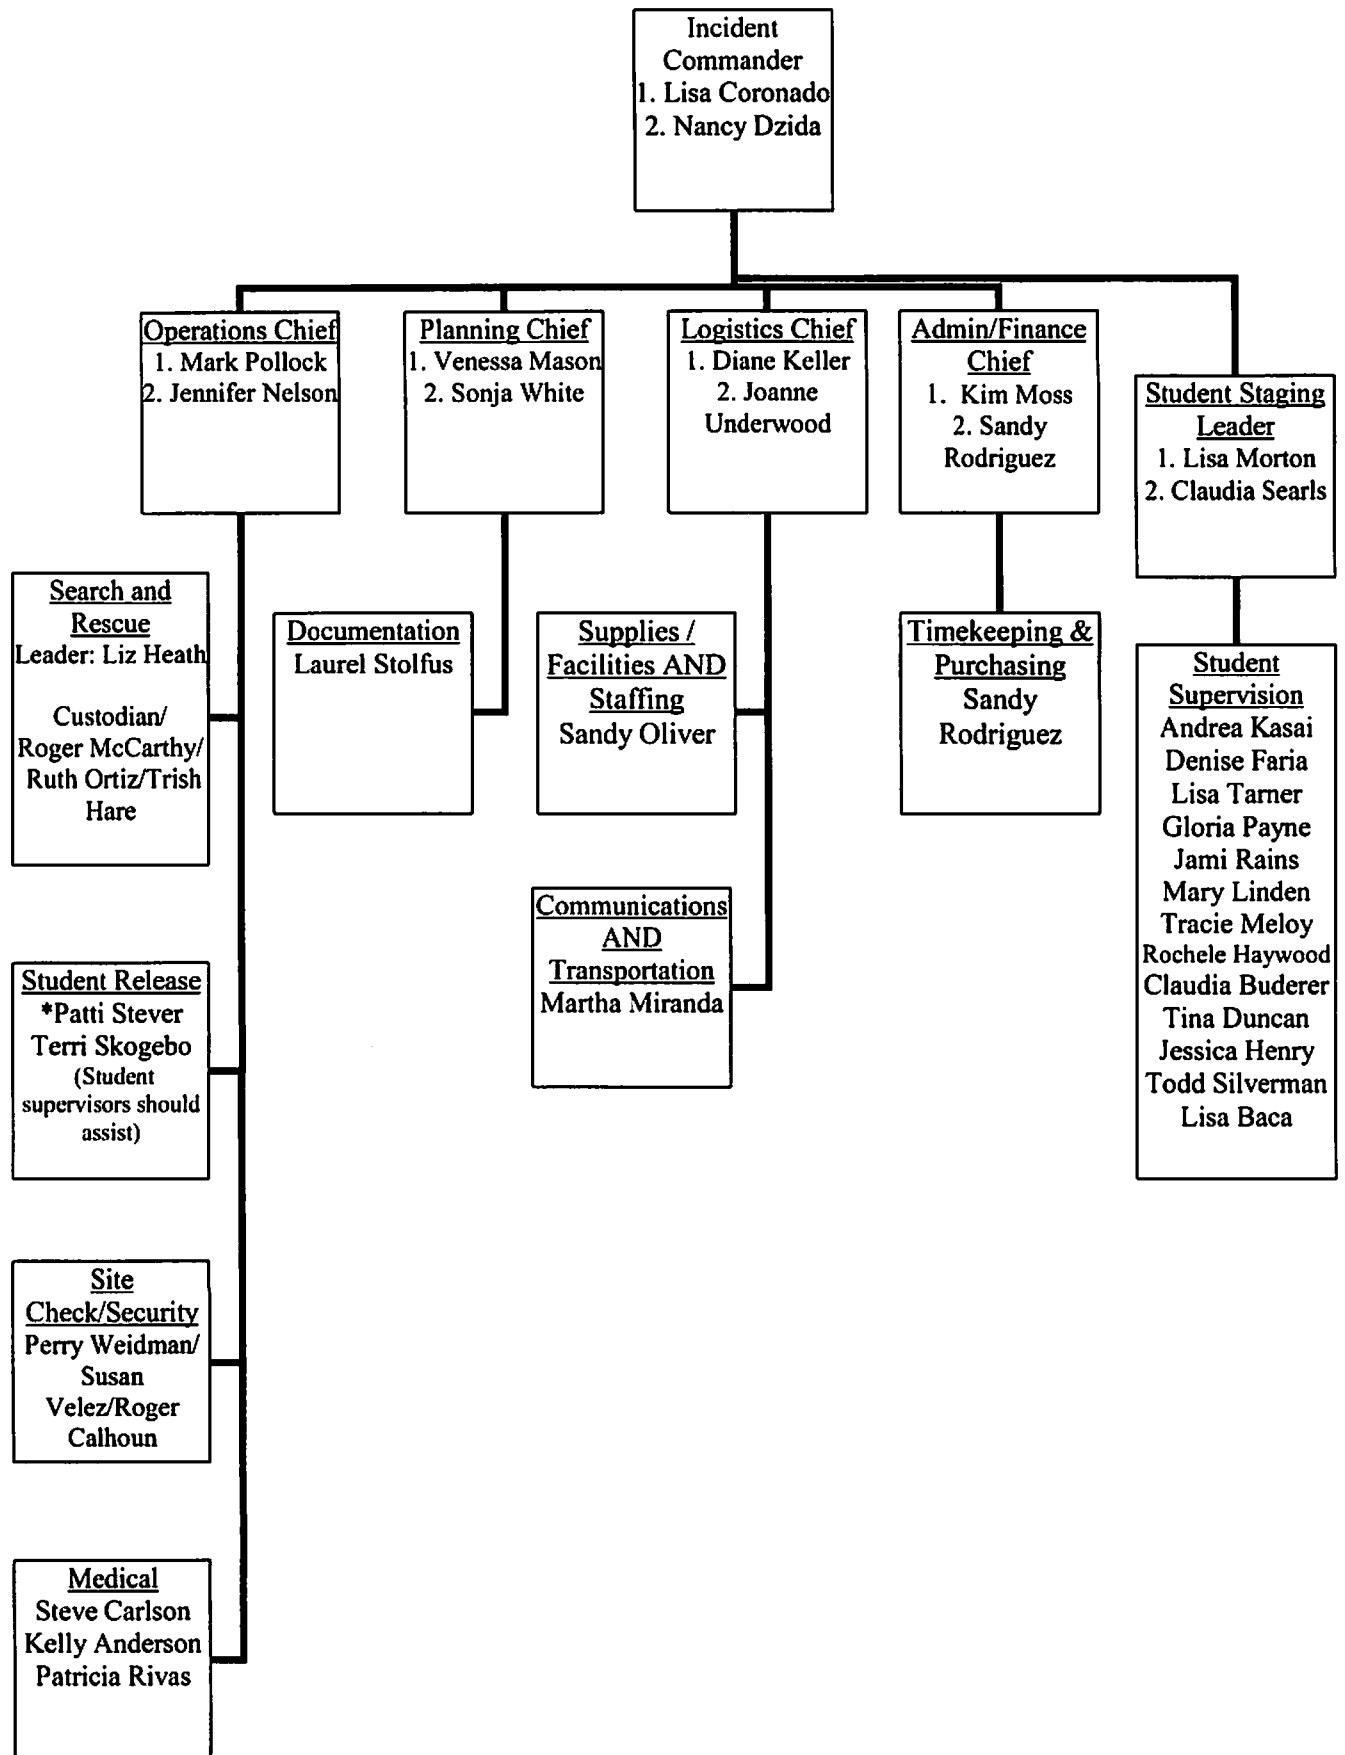 Incident
Commander
1. Lisa Coronado
2. Nancy Dzida
Operations Chief
1. Mark Pollock
2. Jennifer Nelson
Planning Chief
1. Venessa Mason
2. Sonja White
Logistics Chief
1. Diane Keller
2. Joanne
Underwood
Admin/Finance
Chief
1. Kim Moss
2. Sandy
Rodriguez
Student Staging
Leader
1. Lisa Morton
2. Claudia Searls
Search and
Rescue
Leader: Liz Heath
Custodian/
Roger McCarthy/
Ruth Ortiz/Trish
Hare
Documentation
Laurel Stolfus
Supplies /
Facilities AND
Staffing
Sandy Oliver
Timekeeping &
Purchasing
Sandy
Rodriguez
Student
Supervision
Andrea Kasai
Denise Faria
Lisa Tarner
Gloria Payne
Jami Rains
Mary Linden
Tracie Meloy
Rochele Haywood
Claudia Buderer
Tina Duncan
Jessica Henry
Todd Silverman
Lisa Baca
Communications
AND
Transportation
Martha Miranda
Student Release
*Patti Stever
Terri Skogebo
(Student
supervisors should
assist)
Site
Check/Security
Perry Weidman/
Susan
Velez/Roger
Calhoun
Medical
Steve Carlson
Kelly Anderson
Patricia Rivas